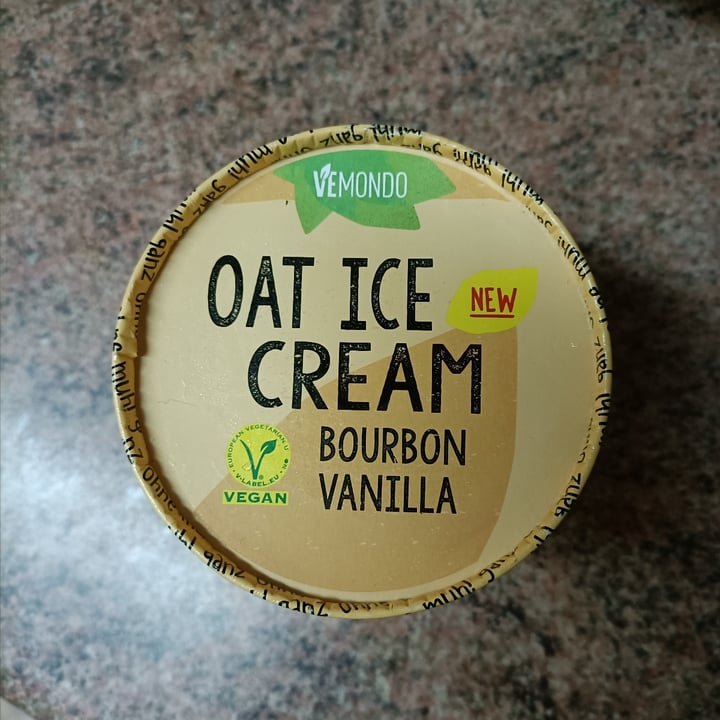 VEMONDO
OAT ICE
NEW
CREAM
BOURBON
VANILLA
EUROPEAN VEGETARIAN U
V-LABEL.EU
VEGAN